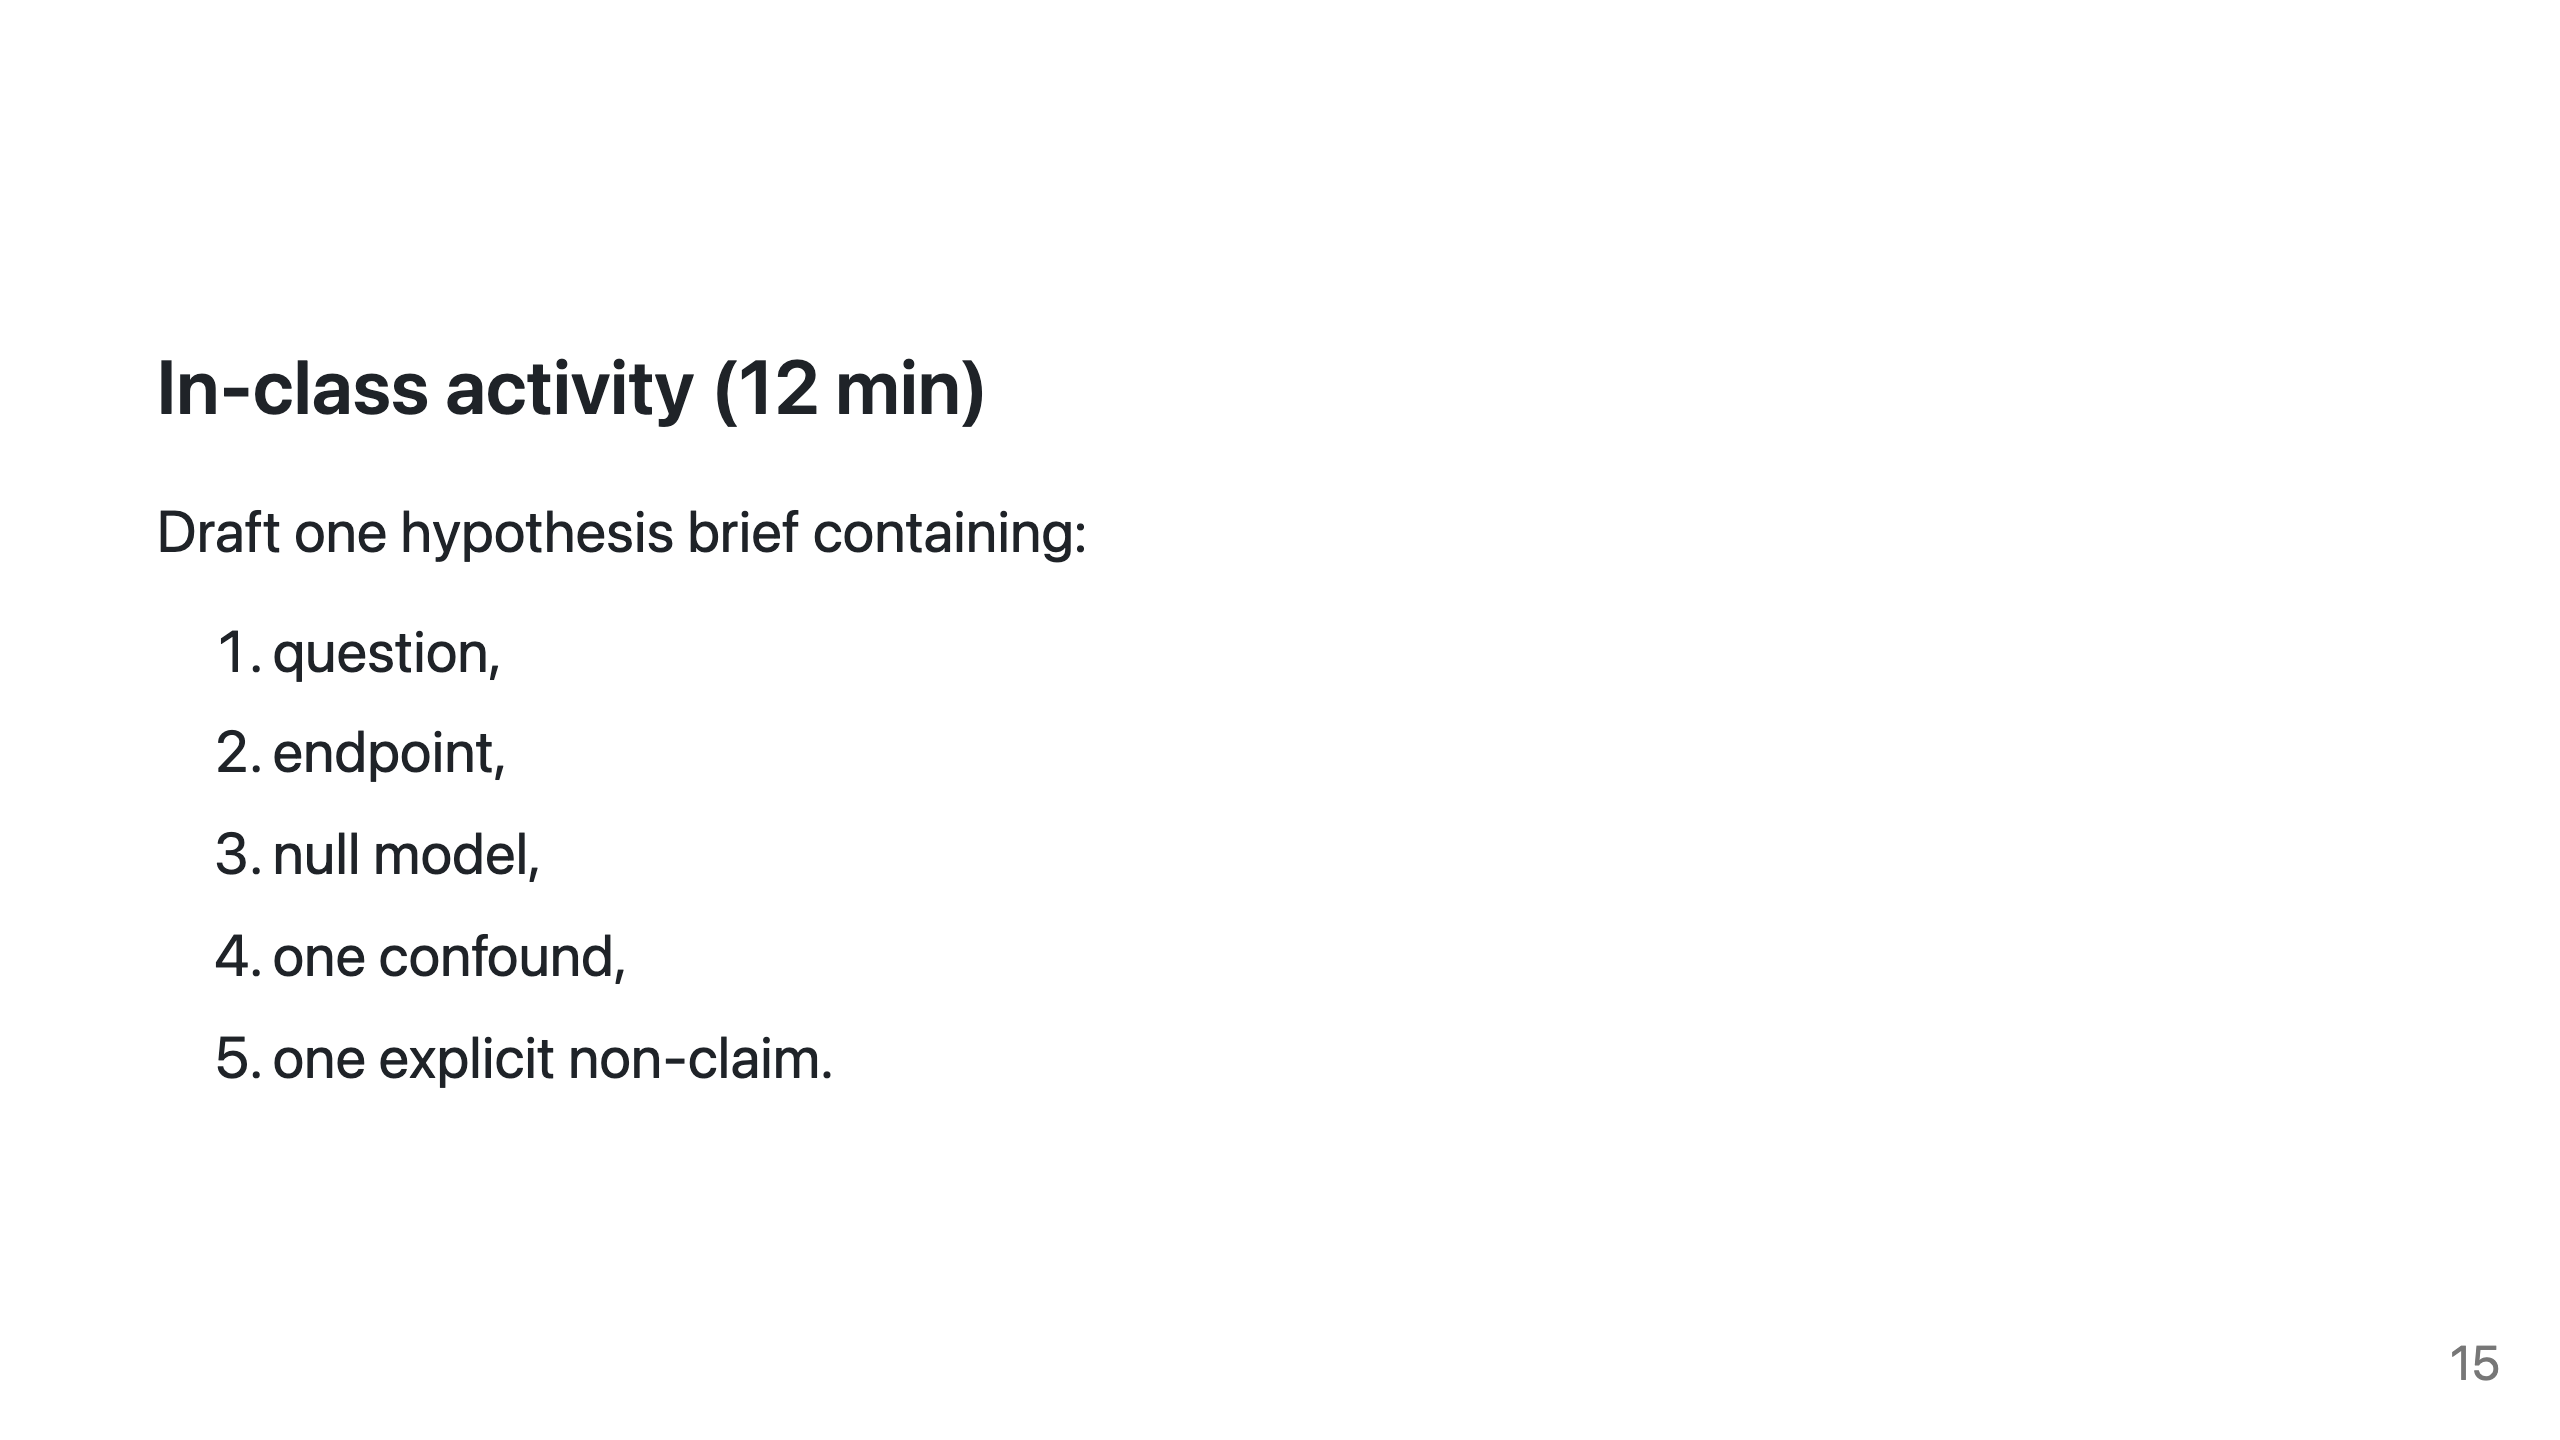 In-class activity (12 min)
Draft one hypothesis brief containing:
1. question,
2. endpoint,
3. null model,
4. one confound,
5. one explicit non-claim.
15